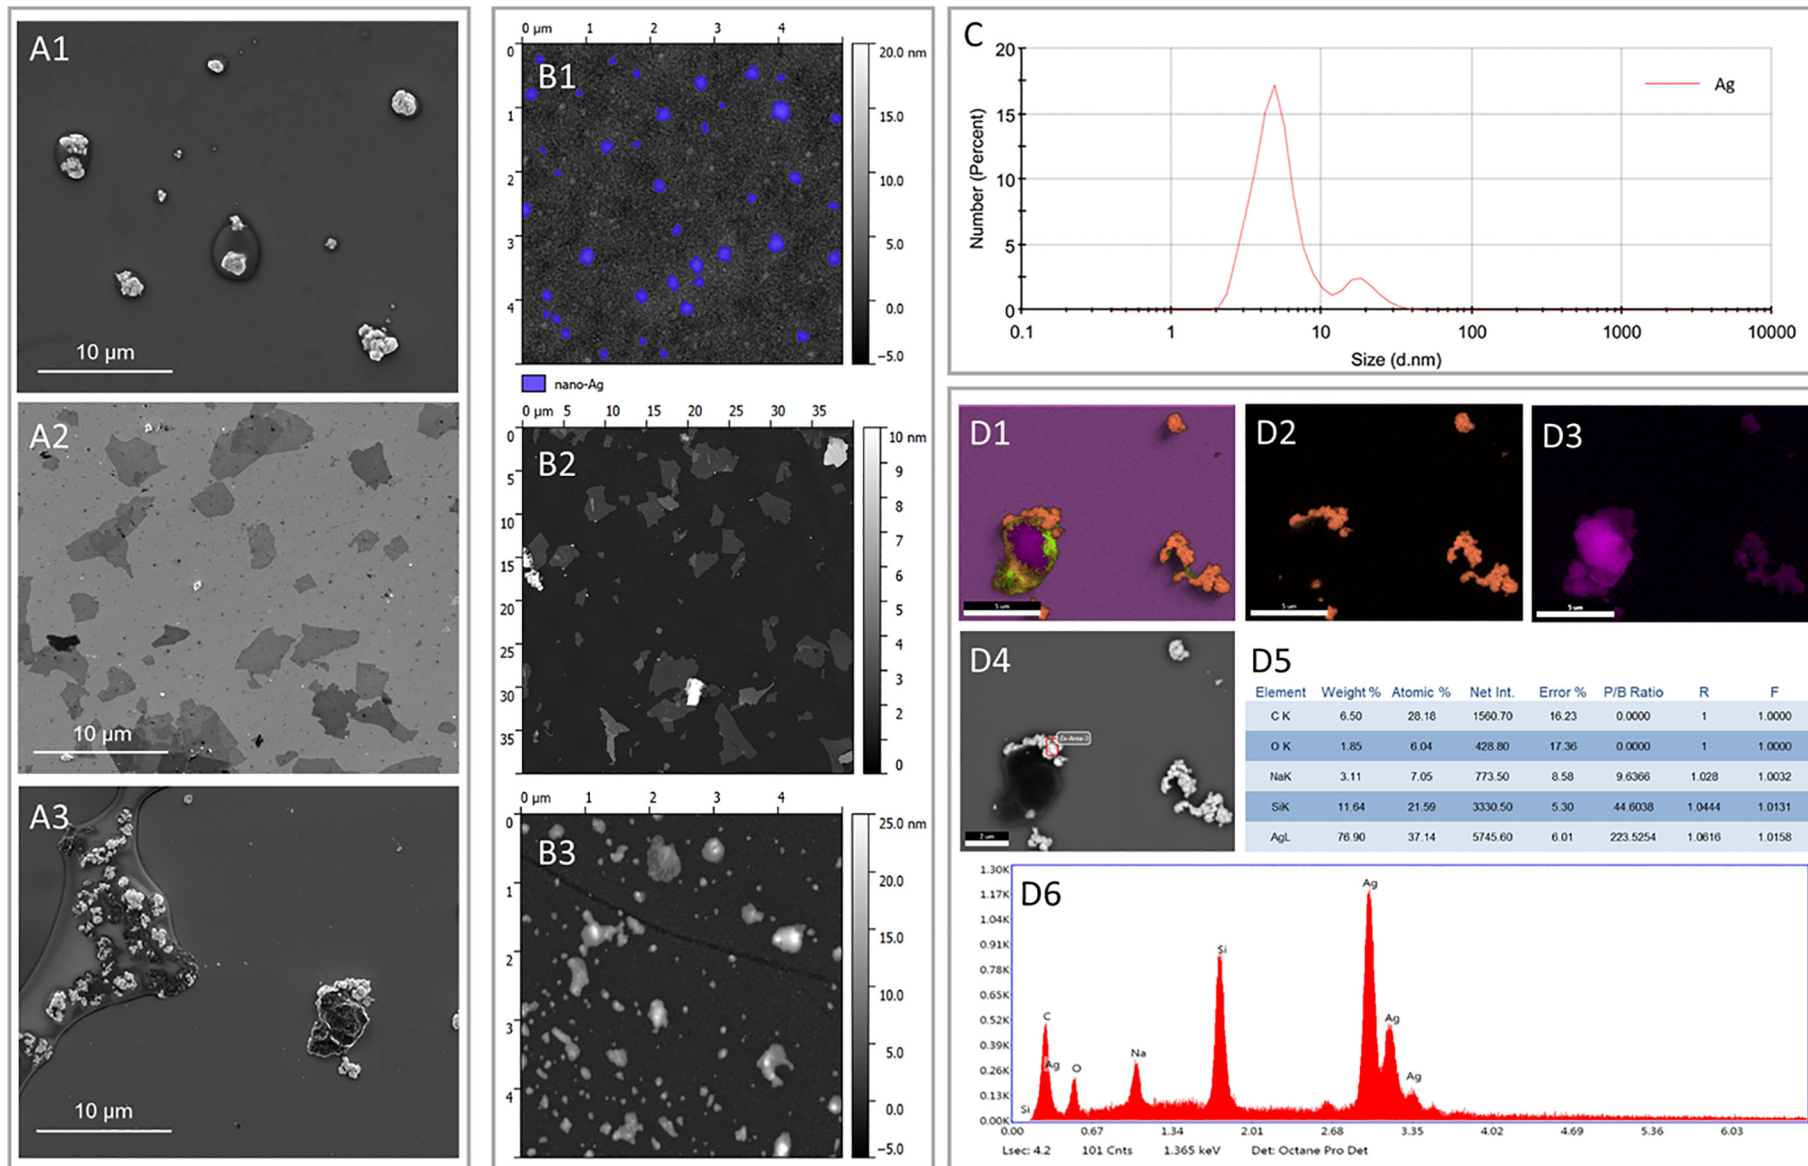 A1
10 µm
A2
10 µm
A3
10 µm
0 µm 1 2 3 4
B1
0
1
2
3
4
20.0 nm
15.0
10.0
5.0
0.0
−5.0
nano-Ag
0 µm 5 10 15 20 25 30 35
B2
0
5
10
15
20
25
30
35
10 nm
9
8
7
6
5
4
3
2
1
0
0 µm 1 2 3 4
B3
0
1
2
3
4
25.0 nm
20.0
15.0
10.0
5.0
0.0
−5.0
C
Number (Percent)
20
15
10
5
0
Ag
0.1 1 10 100 1000 10000
Size (d.nm)
D1
5 um
D2
5 um
D3
5 um
D4
2 um
D5
Element Weight % Atomic % Net Int. Error % P/B Ratio R F
C K 6.50 28.18 1560.70 16.23 0.0000 1 1.0000
O K 1.85 6.04 428.80 17.36 0.0000 1 1.0000
NaK 3.11 7.05 773.50 8.58 9.6366 1.028 1.0032
SiK 11.64 21.59 3330.50 5.30 44.6038 1.0444 1.0131
AgL 76.90 37.14 5745.60 6.01 223.5254 1.0616 1.0158
D6
1.30K
1.17K
1.04K
0.91K
0.78K
0.65K
0.52K
0.39K
0.26K
0.13K
0.00K
Si
C
Ag
O
Na
Si
Ag
Ag
Ag
0.00 0.67 1.34 2.01 2.68 3.35 4.02 4.69 5.36 6.03
Lsec: 4.2 101 Cnts 1.365 keV Det: Octane Pro Det